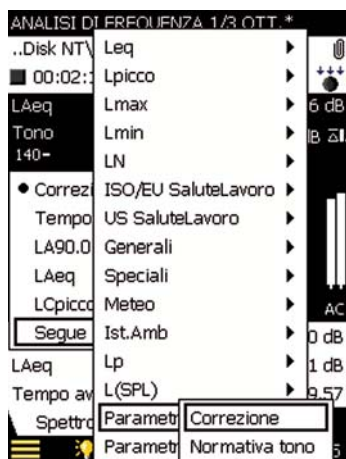 ANALISI DI FREQUENZA 1/3 OTT.*
..Disk NT\
00:02:
LAeq
6 dB
Tono
140-
Correzi
Tempo
LA90.0
LAeq
LCpicco
Segue
AC
0 dB
LAeq
1 dB
Tempo av
9.57
Spettro
5
Leq
Lpicco
Lmax
Lmin
LN
ISO/EU SaluteLavoro
US SaluteLavoro
Generali
Speciali
Meteo
Ist.Amb
Lp
L(SPL)
Parametr
Parametr
Correzione
Normativa tono